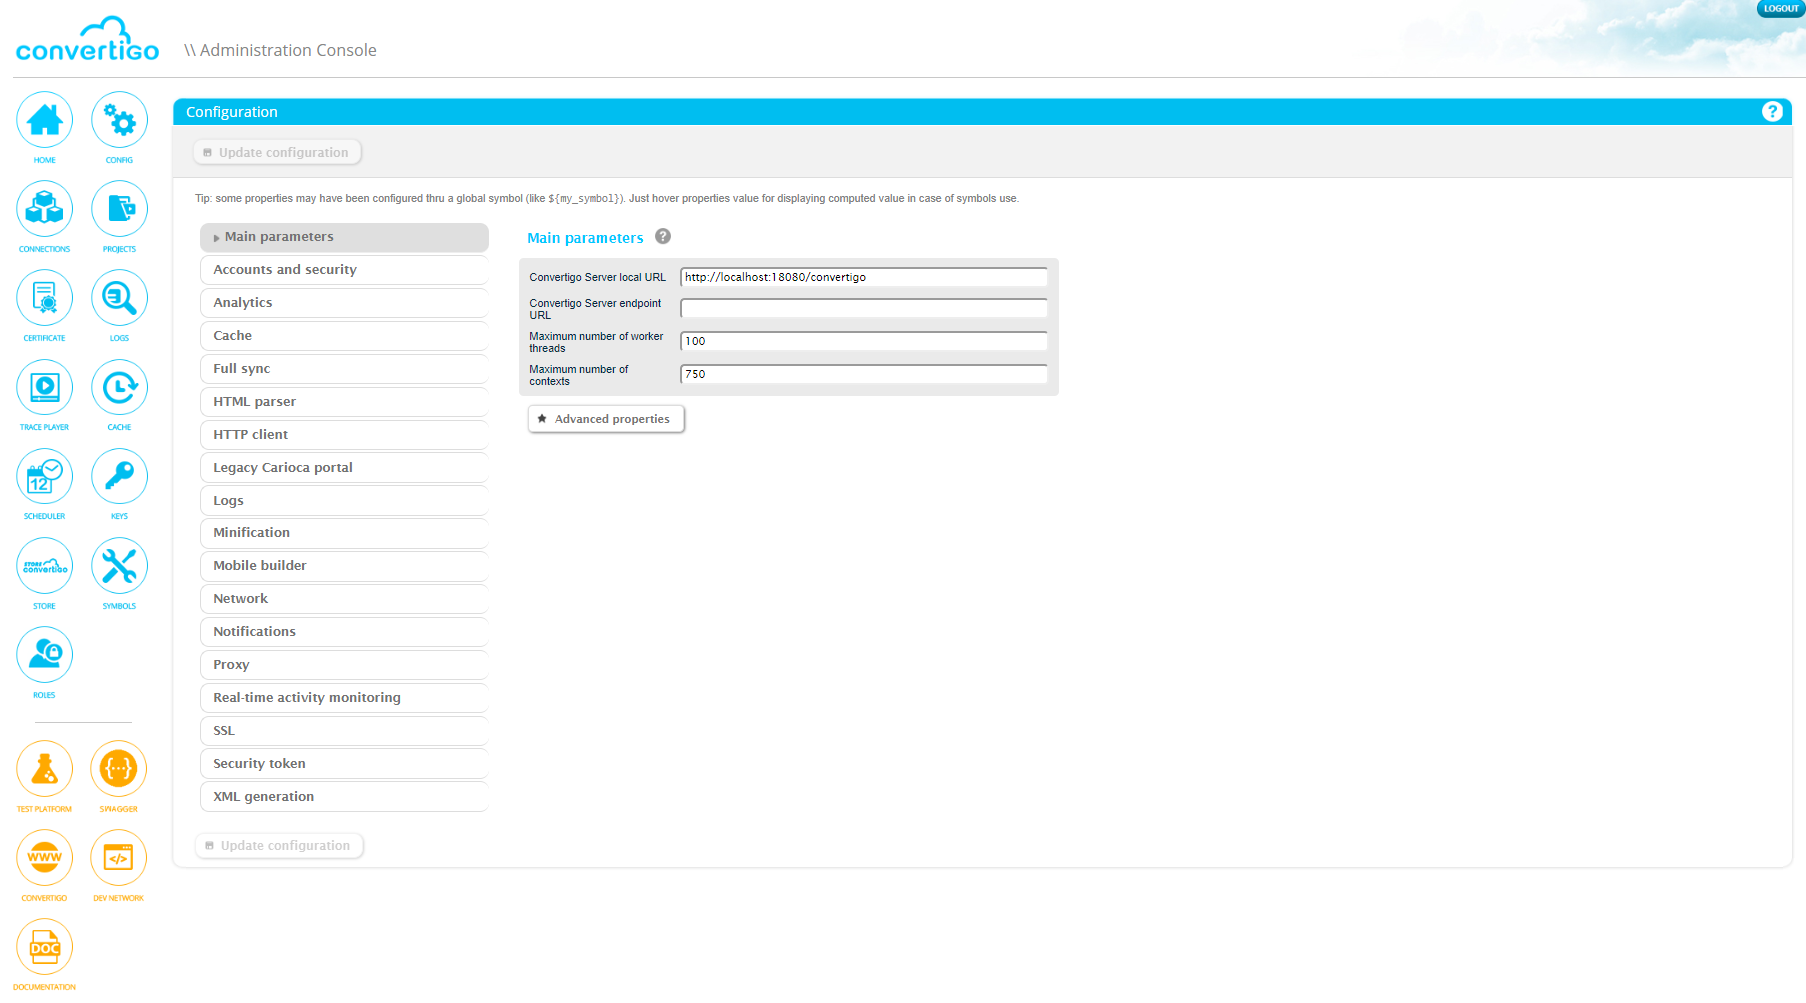 LOGOUT
convertigo
\\ Administration Console
HOME
CONFIG
CONNECTIONS
PROJECTS
CERTIFICATE
LOGS
TRACE PLAYER
CACHE
12
SCHEDULER
KEYS
STORE
convertigo
STORE
SYMBOLS
ROLES
{...}
TEST PLATFORM
SWAGGER
WWW
</>
CONVERTIGO
DEV NETWORK
DOC
DOCUMENTATION
Configuration
?
Update configuration
Tip: some properties may have been configured thru a global symbol (like ${my_symbol}). Just hover properties value for displaying computed value in case of symbols use.
Main parameters
Accounts and security
Analytics
Cache
Full sync
HTML parser
HTTP client
Legacy Carioca portal
Logs
Minification
Mobile builder
Network
Notifications
Proxy
Real-time activity monitoring
SSL
Security token
XML generation
Main parameters ?
Convertigo Server local URL http://localhost:18080/convertigo
Convertigo Server endpoint
URL
Maximum number of worker
threads
100
Maximum number of
contexts
750
Advanced properties
Update configuration